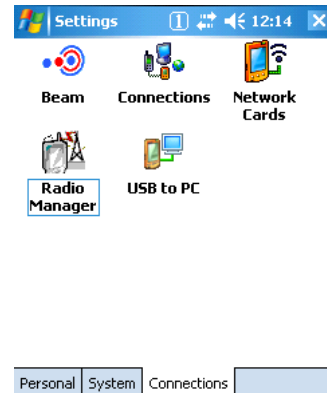 Settings 1 12:14
Beam Connections Network Cards
Radio Manager USB to PC
Personal System Connections